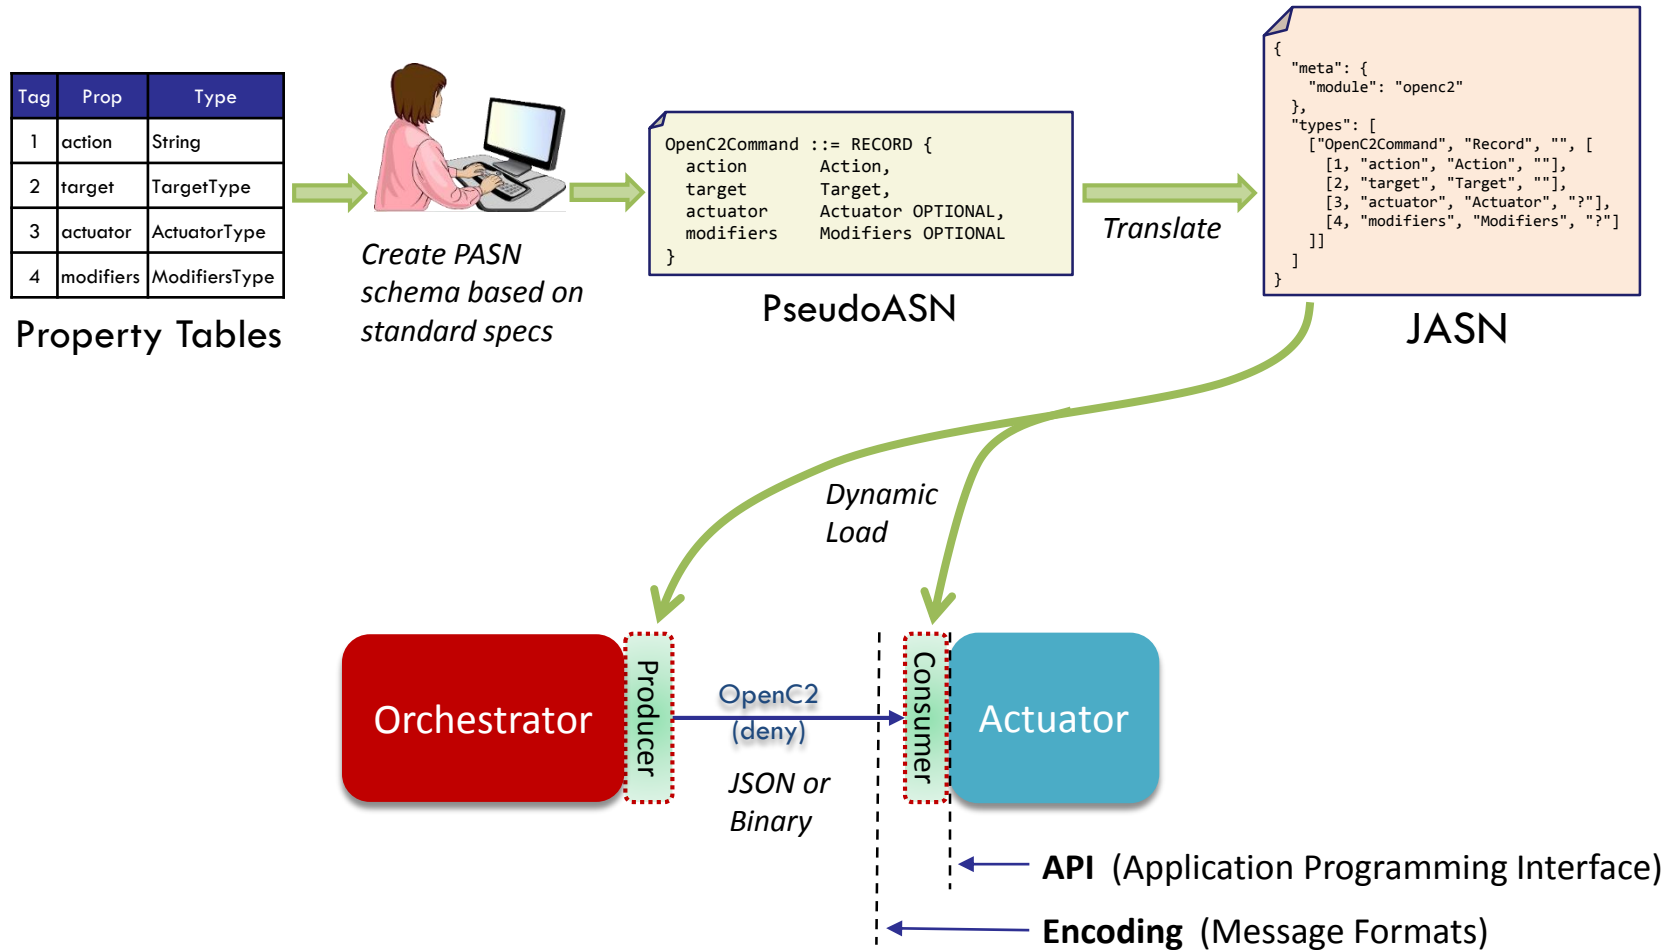 Tag Prop Type
1 action String
2 target TargetType
3 actuator ActuatorType
4 modifiers ModifiersType
Property Tables
Create PASN
schema based on
standard specs
OpenC2Command ::= RECORD {
  action Action,
  target Target,
  actuator Actuator OPTIONAL,
  modifiers Modifiers OPTIONAL
}
PseudoASN
Translate
{
  "meta": {
    "module": "openc2"
  },
  "types": [
    ["OpenC2Command", "Record", "", [
      [1, "action", "Action", ""],
      [2, "target", "Target", ""],
      [3, "actuator", "Actuator", "?"],
      [4, "modifiers", "Modifiers", "?"]
    ]]
  ]
}
JASN
Dynamic
Load
Orchestrator
Producer
OpenC2
(deny)
JSON or
Binary
Consumer
Actuator
API (Application Programming Interface)
Encoding (Message Formats)